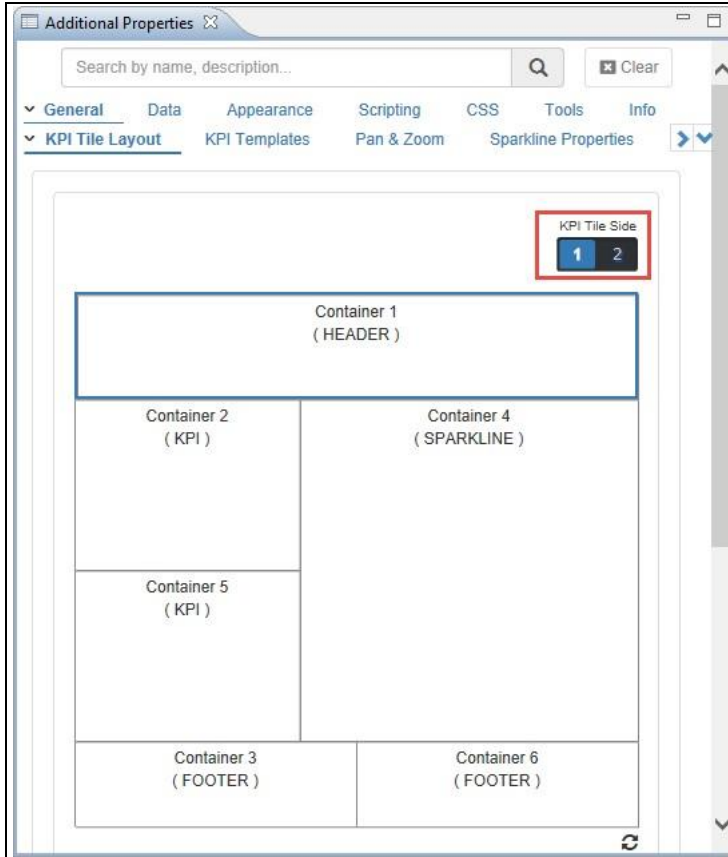 Additional Properties
Search by name, description...
Clear
General Data Appearance Scripting CSS Tools Info
KPI Tile Layout KPI Templates Pan & Zoom Sparkline Properties
KPI Tile Side
1 2
Container 1
( HEADER )
Container 2
( KPI )
Container 4
( SPARKLINE )
Container 5
( KPI )
Container 3
( FOOTER )
Container 6
( FOOTER )